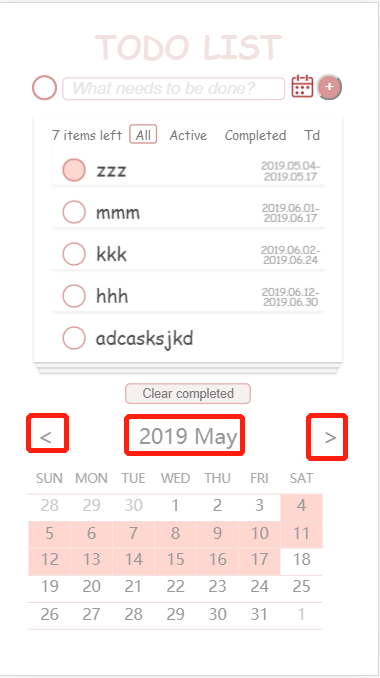 TODO LIST
What needs to be done? +
7 items left All Active Completed Td
zzz 2019.05.04-
2019.05.17
mmm 2019.06.01-
2019.06.17
kkk 2019.06.02-
2019.06.24
hhh 2019.06.12-
2019.06.30
adcasksjkd
Clear completed
< 2019 May >
SUN MON TUE WED THU FRI SAT
28 29 30 1 2 3 4
5 6 7 8 9 10 11
12 13 14 15 16 17 18
19 20 21 22 23 24 25
26 27 28 29 30 31 1